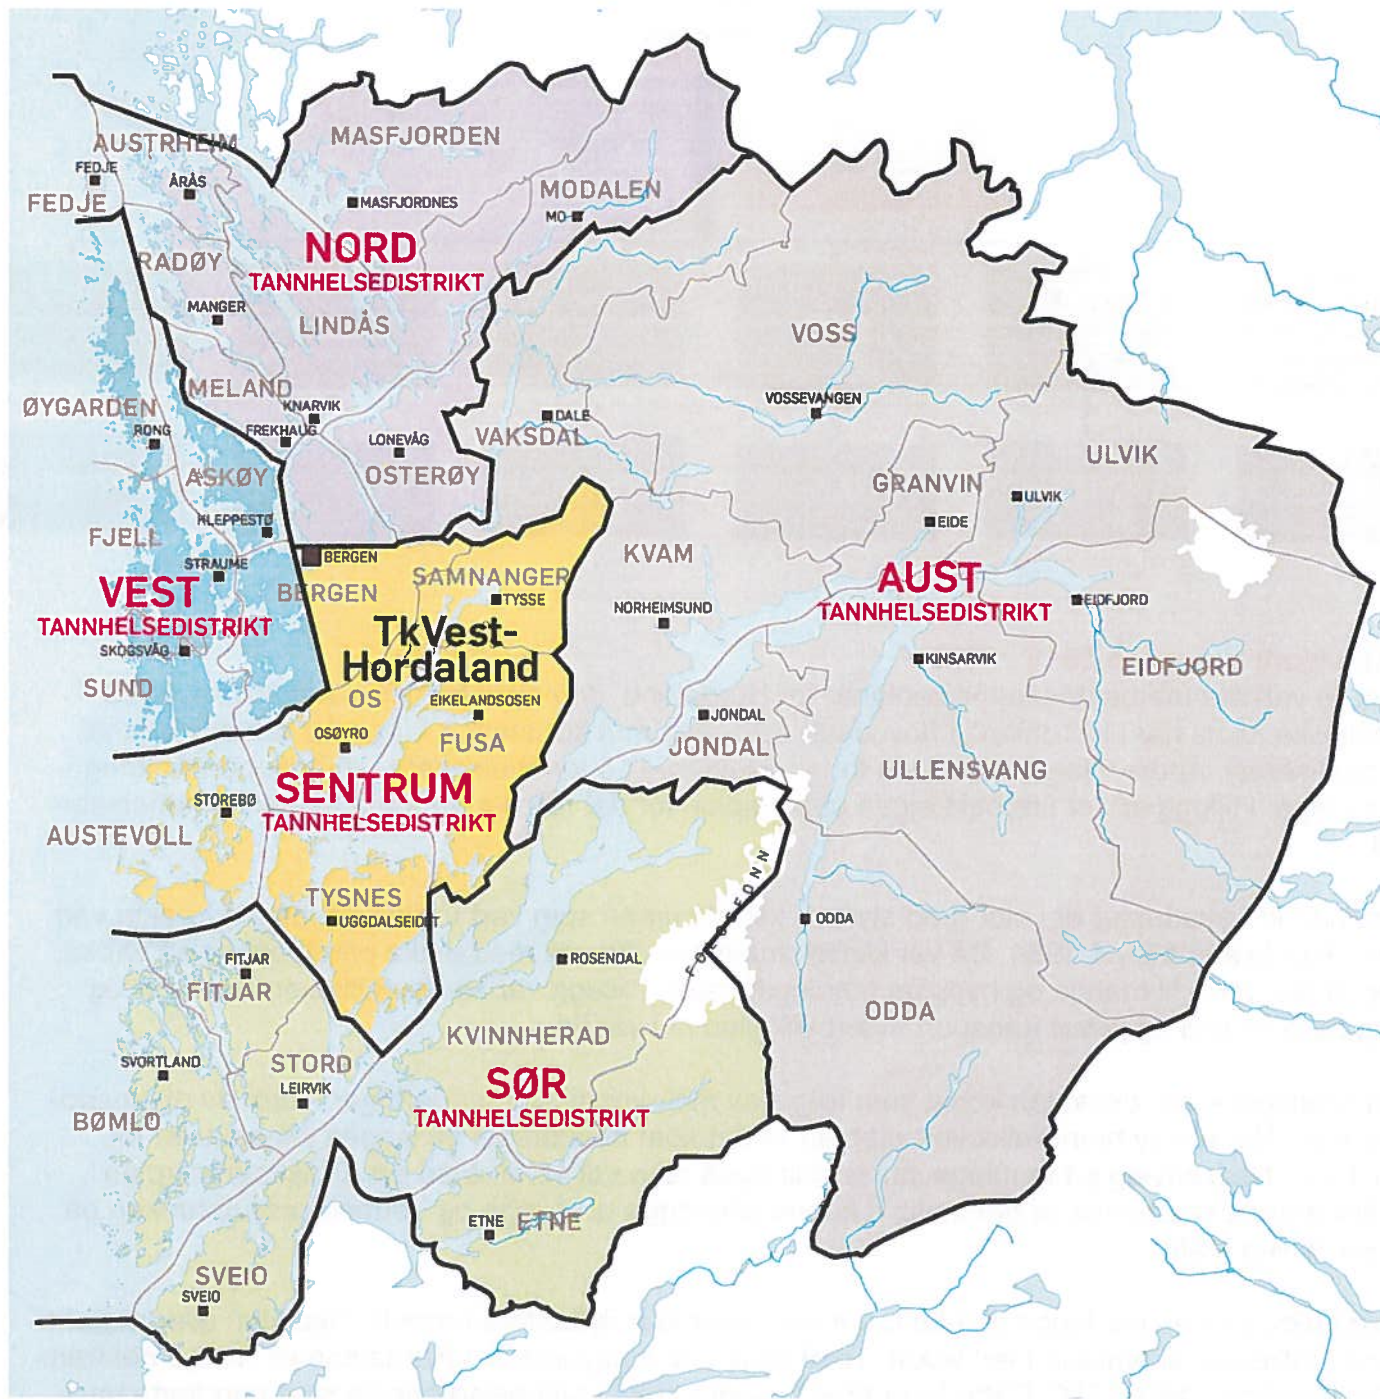 MASFJORDEN
AUSTRHEIM
FEDJE
ÅRÅS
MODALEN
FEDJE
MASFJORDNES
MO
NORD
TANNHELSEDISTRIKT
RADØY
MANGER
LINDÅS
VOSS
MELAND
VOSSEVANGEN
ØYGARDEN
KNARVIK
DALE
RONG
FREKHAUG
LONEVÅG
VAKSDAL
ULVIK
ASKØY
OSTERØY
GRANVIN
ULVIK
KLEPPESTØ
EIDE
FJELL
BERGEN
KVAM
STRAUME
SAMNANGER
AUST
TANNHELSEDISTRIKT
VEST
TANNHELSEDISTRIKT
BERGEN
TYSSE
EIDFJORD
NORHEIMSUND
TkVest-
Hordaland
SKOGSVÅG
KINSARVIK
EIDFJORD
SUND
OS
EIKELANDSOSEN
JONDAL
OSØYRO
FUSA
JONDAL
ULLENSVANG
SENTRUM
TANNHELSEDISTRIKT
STOREBØ
AUSTEVOLL
FOLGEFONN
TYSNES
UGGDALSEIDET
ODDA
FITJAR
ROSENDAL
FITJAR
ODDA
KVINNHERAD
SVORTLAND
STORD
LEIRVIK
SØR
TANNHELSEDISTRIKT
BØMLO
ETNE
ETNE
SVEIO
SVEIO